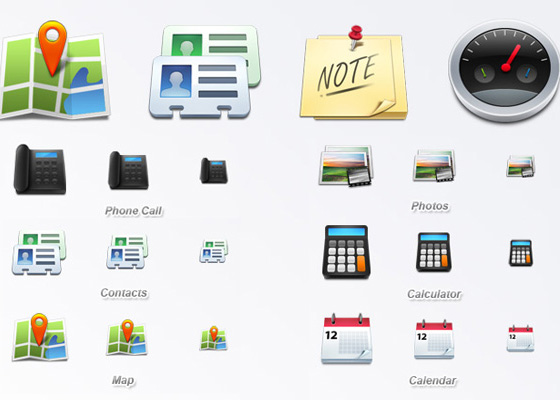 NOTE
Phone Call
Photos
Contacts
Calculator
12
12
12
Map
Calendar